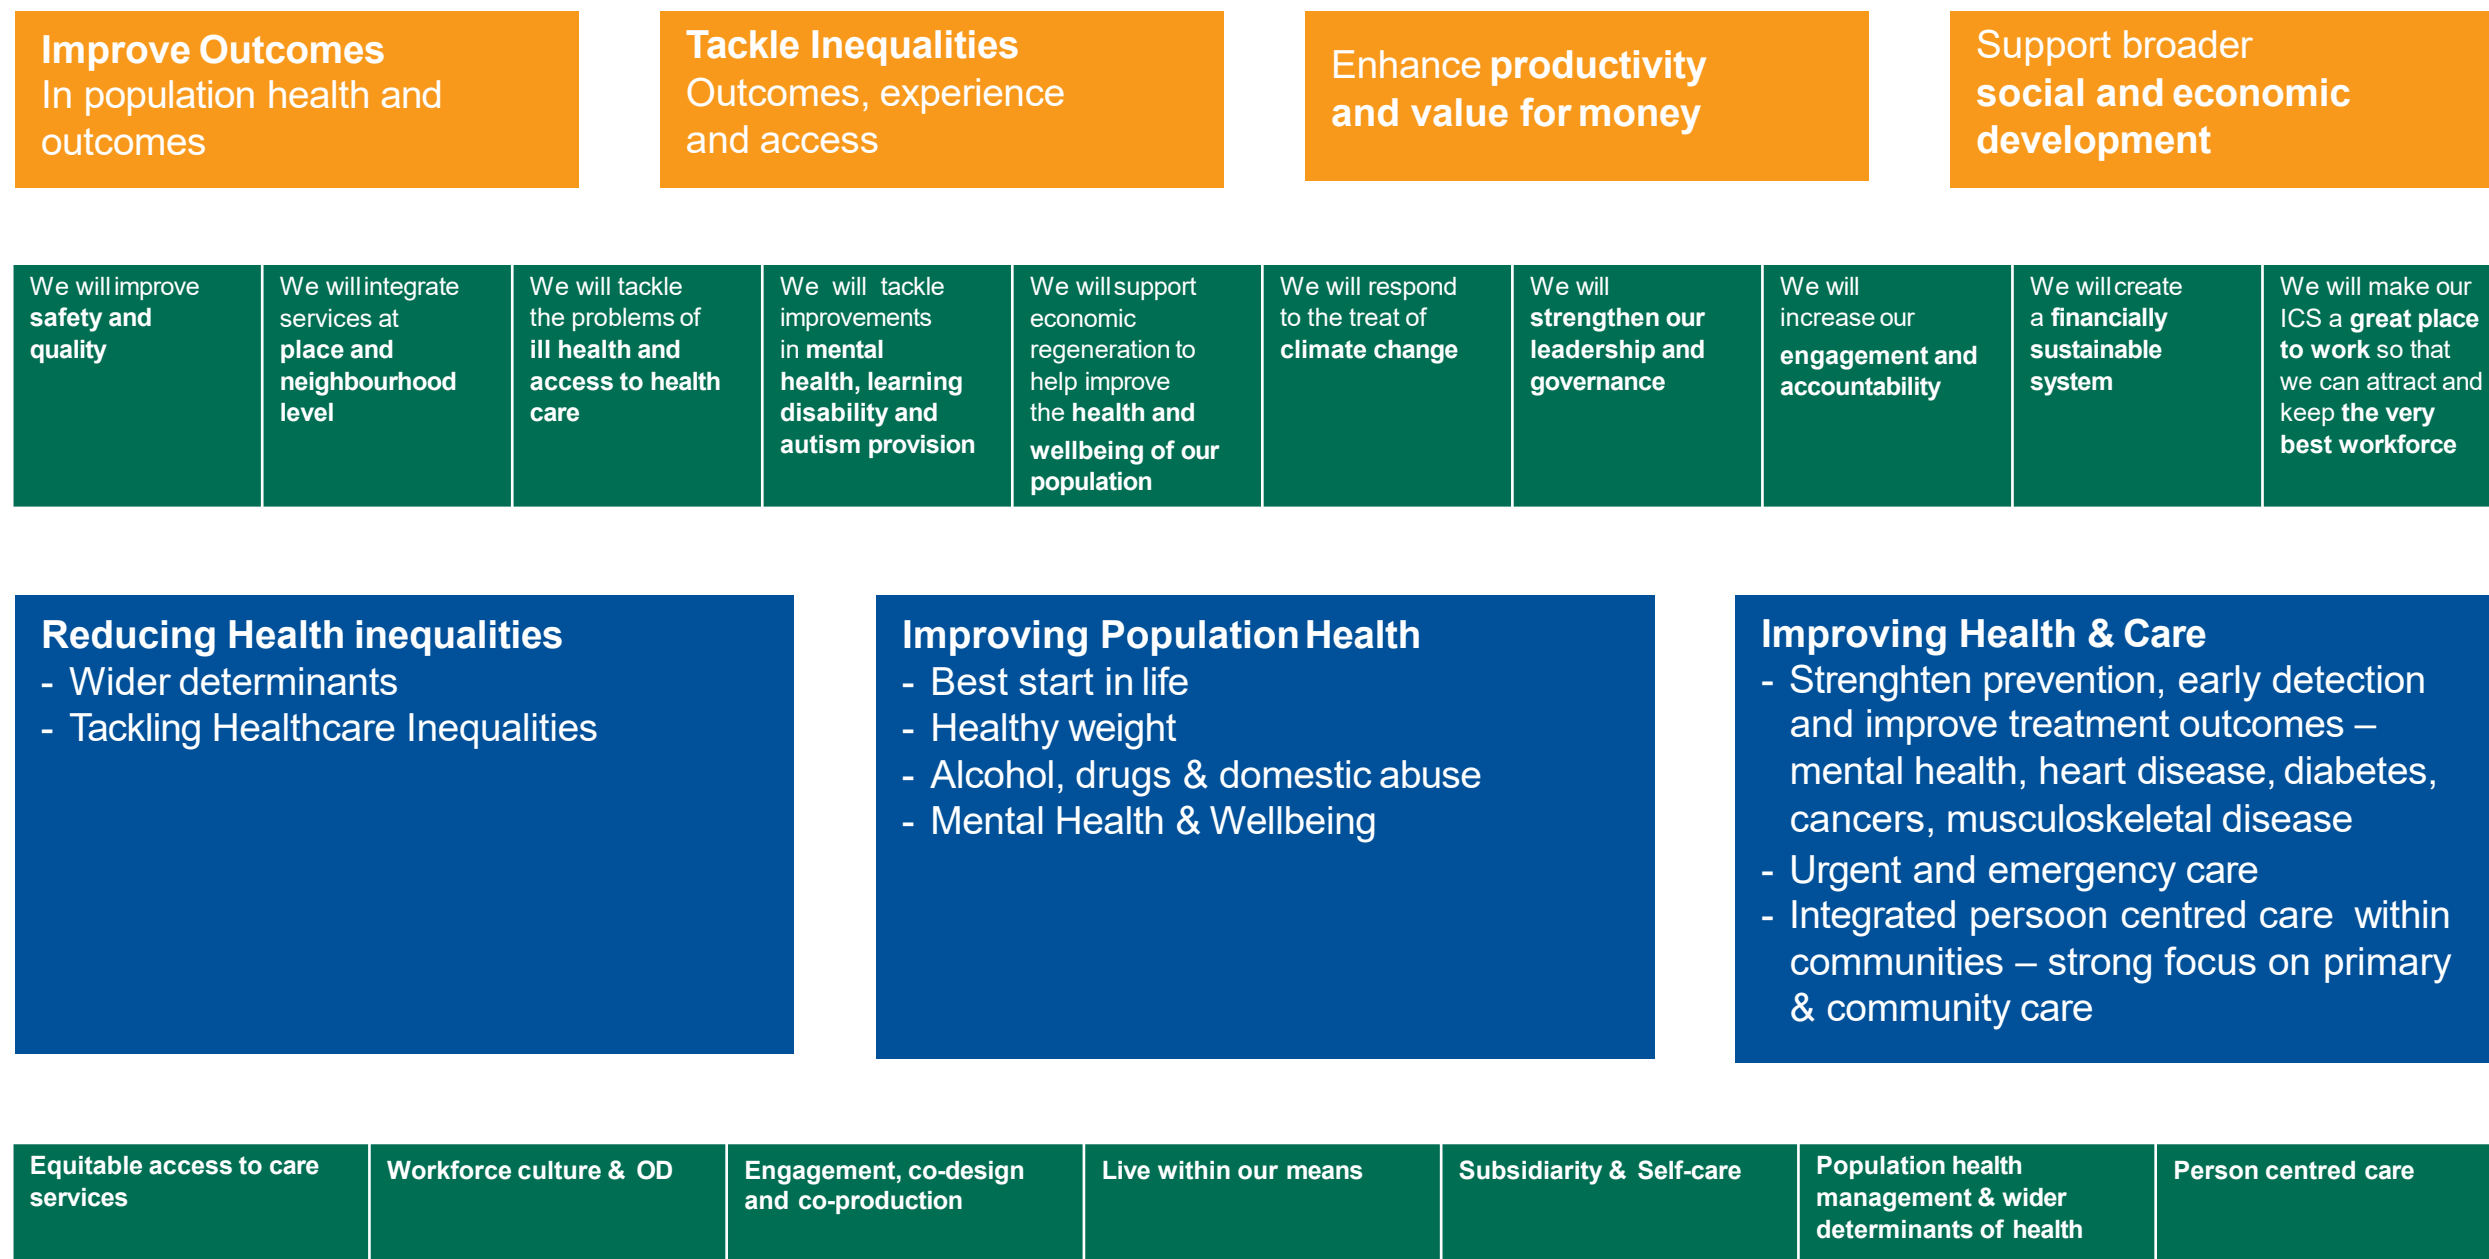 Improve Outcomes
In population health and
outcomes
Tackle Inequalities
Outcomes, experience
and access
Enhance productivity
and value for money
Support broader
social and economic
development
We will improve
safety and
quality
We will integrate
services at
place and
neighbourhood
level
We will tackle
the problems of
ill health and
access to health
care
We will tackle
improvements
in mental
health, learning
disability and
autism provision
We will support
economic
regeneration to
help improve
the health and
wellbeing of our
population
We will respond
to the treat of
climate change
We will
strengthen our
leadership and
governance
We will
increase our
engagement and
accountability
We will create
a financially
sustainable
system
We will make our
ICS a great place
to work so that
we can attract and
keep the very
best workforce
Reducing Health inequalities
- Wider determinants
- Tackling Healthcare Inequalities
Improving Population Health
- Best start in life
- Healthy weight
- Alcohol, drugs & domestic abuse
- Mental Health & Wellbeing
Improving Health & Care
- Strenghten prevention, early detection
and improve treatment outcomes –
mental health, heart disease, diabetes,
cancers, musculoskeletal disease
- Urgent and emergency care
- Integrated persoon centred care within
communities – strong focus on primary
& community care
Equitable access to care
services
Workforce culture & OD
Engagement, co-design
and co-production
Live within our means
Subsidiarity & Self-care
Population health
management & wider
determinants of health
Person centred care